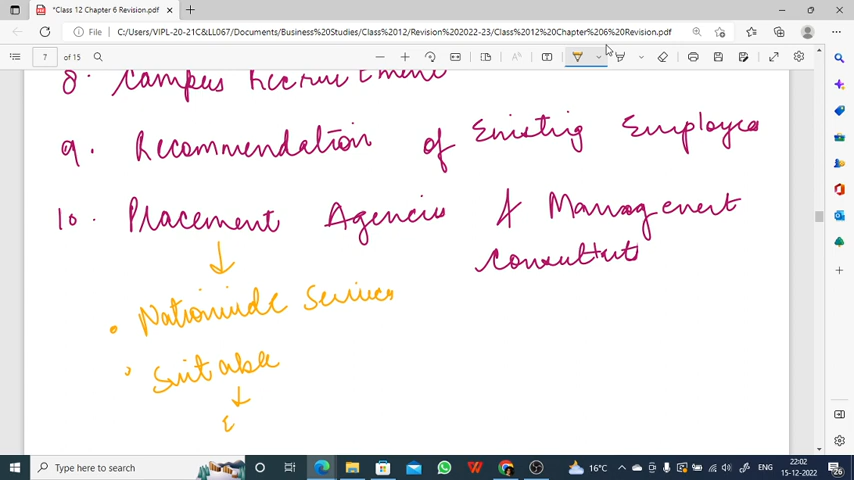 *Class 12 Chapter 6 Revision.pdf
File C:/Users/VIPL-20-21C&LL067/Documents/Business%20Studies/Class%2012/Revision%202022-23/Class%2012%20Chapter%206%20Revision.pdf
7 of 15
8. Campus Recruitment
9. Recommendation of Existing Employees
10. Placement Agencies & Management
Consultants
• Nationwide Services
• Suitable
E
Type here to search
16°C
ENG
22:02
15-12-2022
26